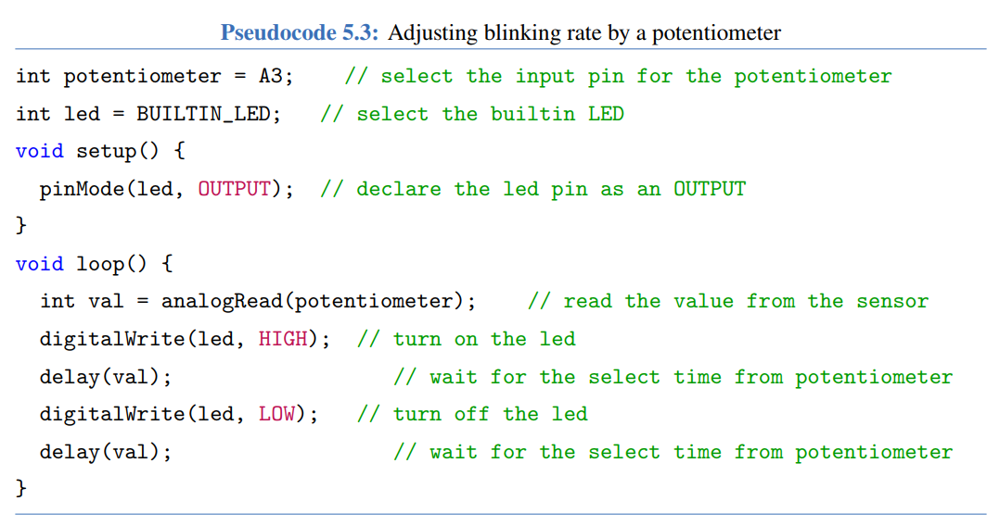 Pseudocode 5.3: Adjusting blinking rate by a potentiometer
int potentiometer = A3;    // select the input pin for the potentiometer
int led = BUILTIN_LED;   // select the builtin LED
void setup() {
  pinMode(led, OUTPUT);  // declare the led pin as an OUTPUT
}
void loop() {
  int val = analogRead(potentiometer);    // read the value from the sensor
  digitalWrite(led, HIGH);  // turn on the led
  delay(val);                  // wait for the select time from potentiometer
  digitalWrite(led, LOW);   // turn off the led
  delay(val);                  // wait for the select time from potentiometer
}